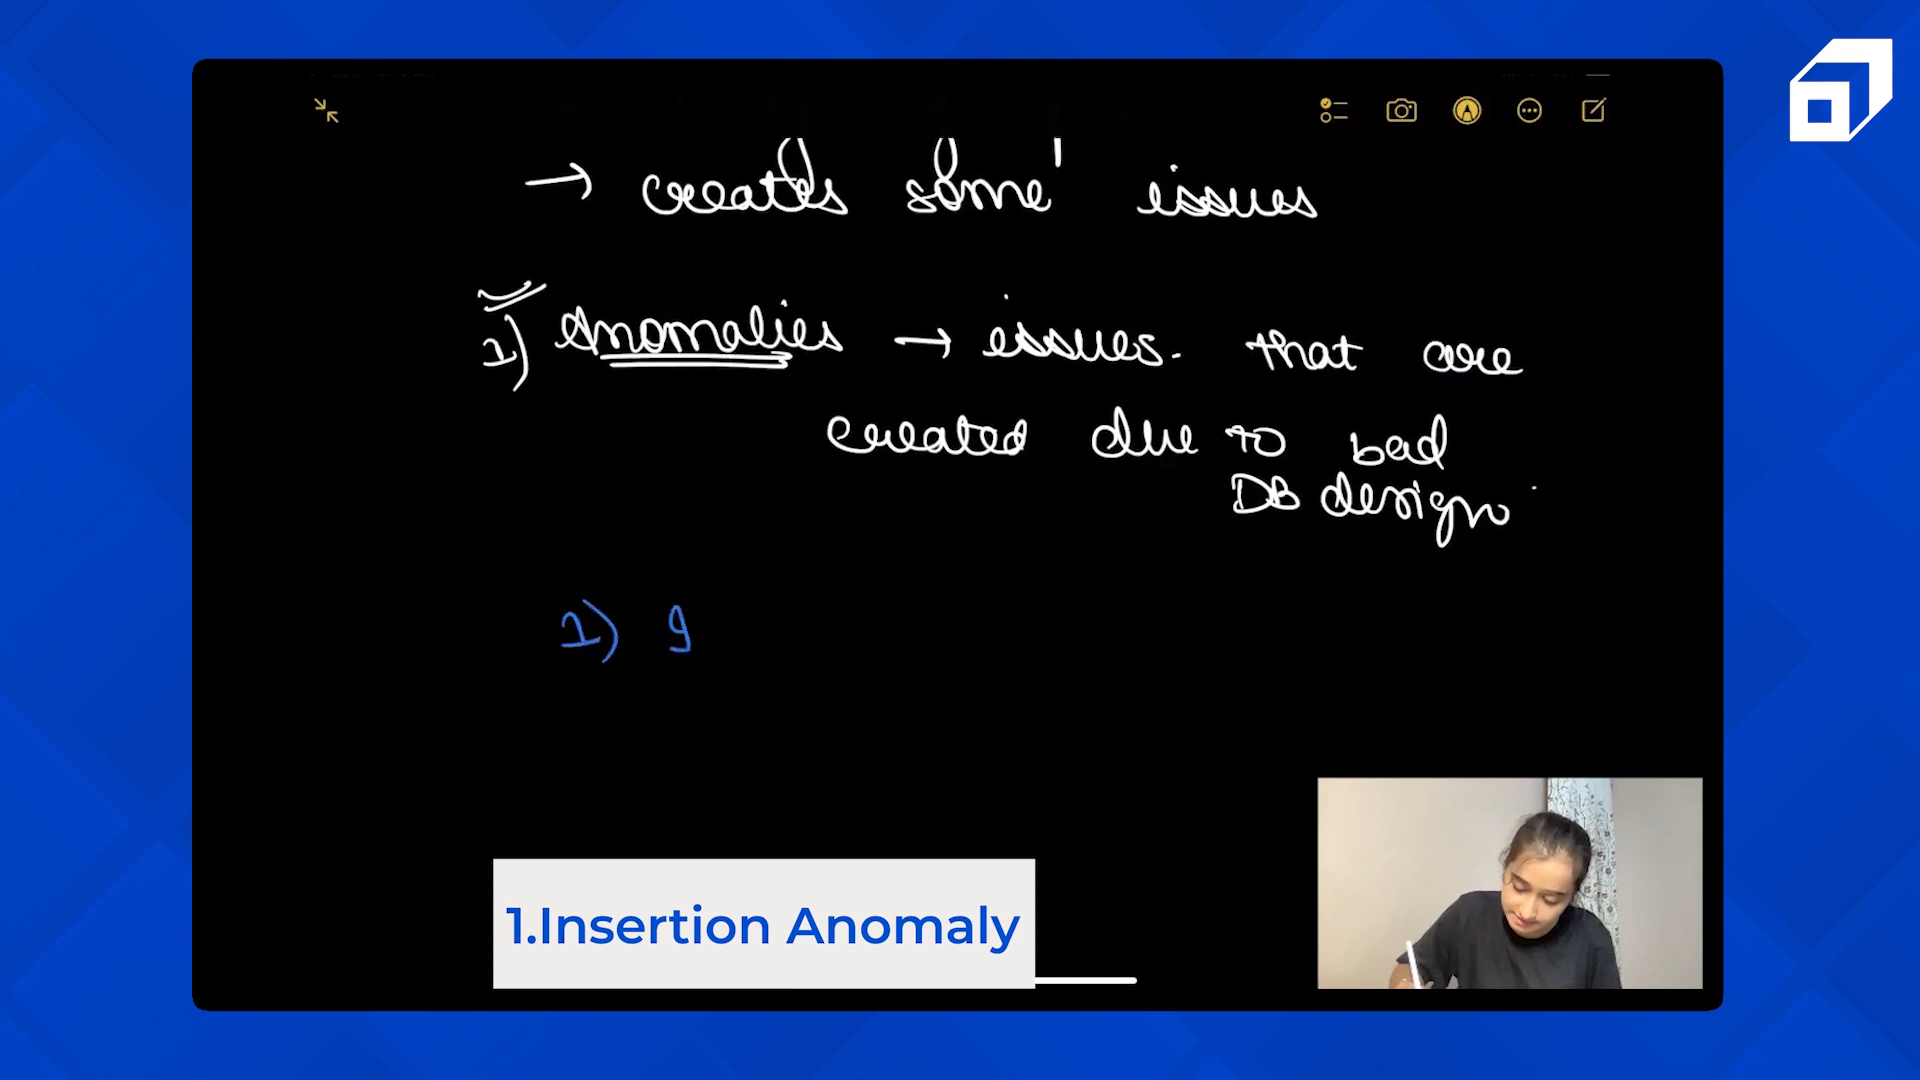 → creates some issues
1) Anomalies → issues. that are
created due to bad
DB design
1) I
1.Insertion Anomaly